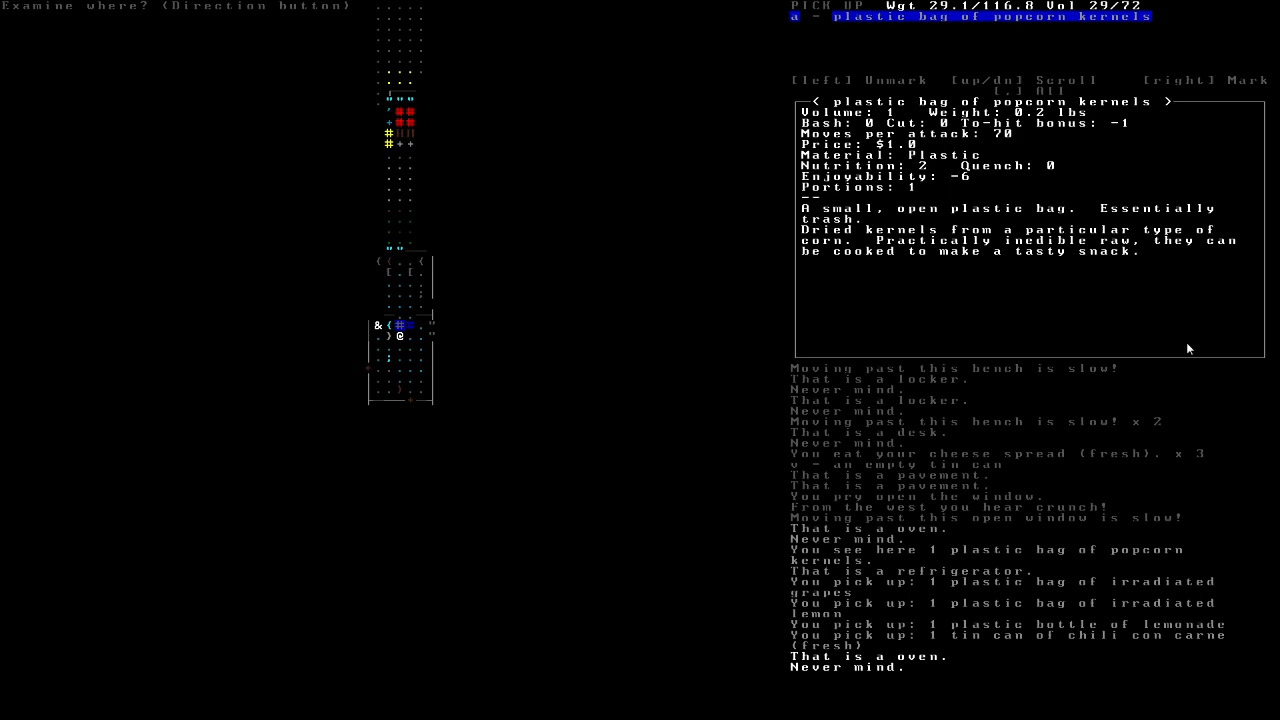 Examine where? (Direction button)
PICK UP  Wgt 29.1/116.8 Vol 29/72
a - plastic bag of popcorn kernels
[left] Unmark  [up/dn] Scroll    [right] Mark
[,] All
< plastic bag of popcorn kernels >
Volume: 1  Weight: 0.2 lbs
Bash: 0 Cut: 0 To-hit bonus: -1
Moves per attack: 70
Price: $1.0
Material: Plastic
Nutrition: 2  Quench: 0
Enjoyability: -6
Portions: 1
--
A small, open plastic bag.  Essentially
trash.
Dried kernels from a particular type of
corn.  Practically inedible raw, they can
be cooked to make a tasty snack.
Moving past this bench is slow!
That is a locker.
Never mind.
That is a locker.
Never mind.
Moving past this bench is slow! x 2
That is a desk.
Never mind.
You eat your cheese spread (fresh). x 3
v - an empty tin can
That is a pavement.
That is a pavement.
You pry open the window.
From the west you hear crunch!
Moving past this open window is slow!
That is a oven.
Never mind.
You see here 1 plastic bag of popcorn
kernels.
That is a refrigerator.
You pick up: 1 plastic bag of irradiated
grapes
You pick up: 1 plastic bag of irradiated
lemon
You pick up: 1 plastic bottle of lemonade
You pick up: 1 tin can of chili con carne
(fresh)
That is a oven.
Never mind.